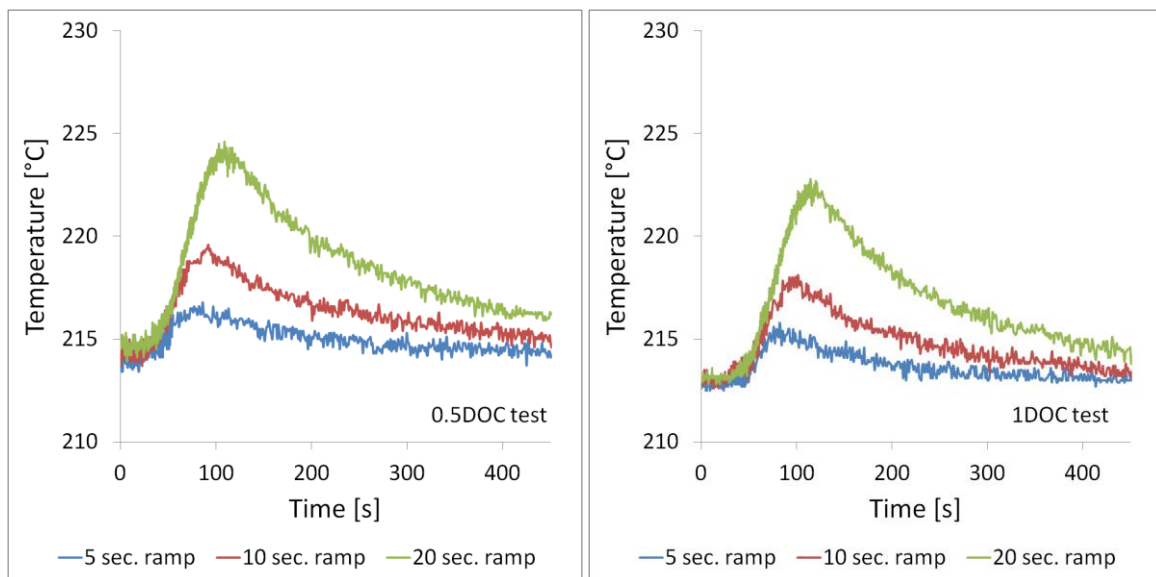 230
225
220
215
210
Temperature [°C]
0.5DOC test
0 100 200 300 400
Time [s]
5 sec. ramp 10 sec. ramp 20 sec. ramp
230
225
220
215
210
Temperature [°C]
1DOC test
0 100 200 300 400
Time [s]
5 sec. ramp 10 sec. ramp 20 sec. ramp